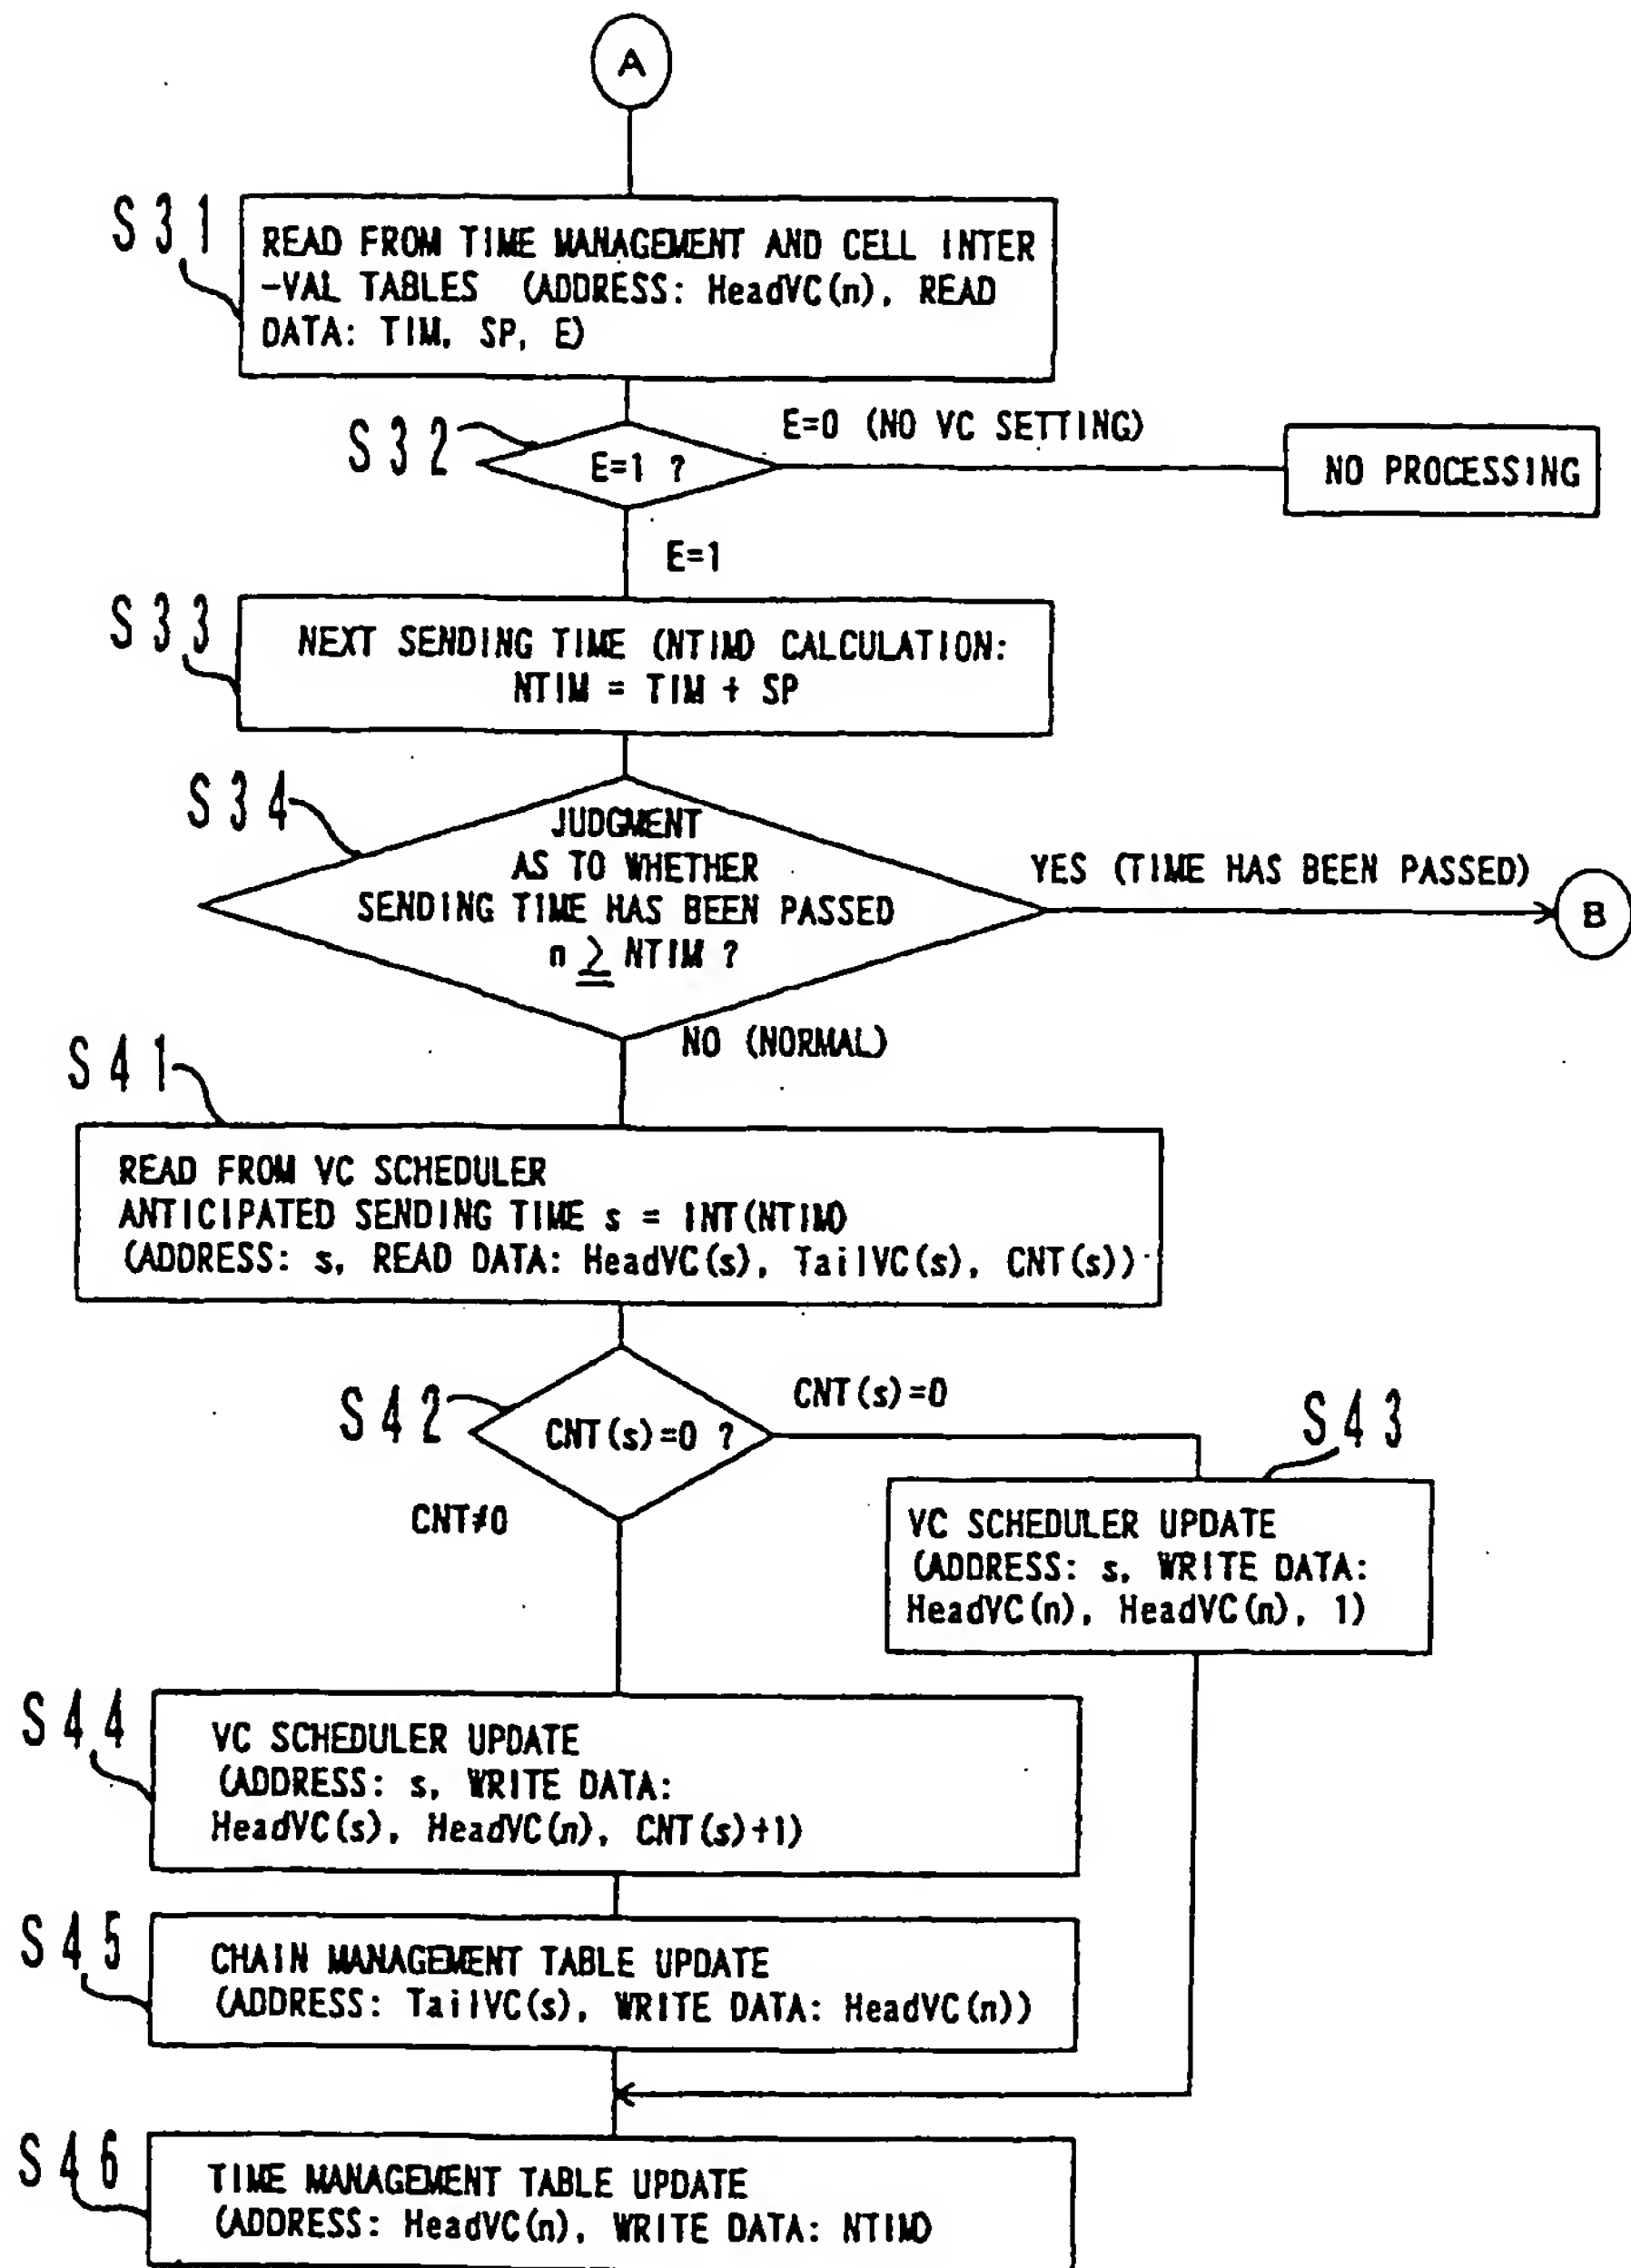 A
S31
READ FROM TIME MANAGEMENT AND CELL INTER
-VAL TABLES (ADDRESS: HeadVC(n), READ
DATA: TIM, SP, E)
S32
E=1 ?
E=0 (NO VC SETTING)
NO PROCESSING
E=1
S33
NEXT SENDING TIME (NTIM) CALCULATION:
NTIM = TIM + SP
S34
JUDGMENT
AS TO WHETHER
SENDING TIME HAS BEEN PASSED
n ≧ NTIM ?
YES (TIME HAS BEEN PASSED)
B
NO (NORMAL)
S41
READ FROM VC SCHEDULER
ANTICIPATED SENDING TIME s = INT(NTIM)
(ADDRESS: s, READ DATA: HeadVC(s), TailVC(s), CNT(s))
S42
CNT(s)=0 ?
CNT(s)=0
S43
CNT≠0
VC SCHEDULER UPDATE
(ADDRESS: s, WRITE DATA:
HeadVC(n), HeadVC(n), 1)
S44
VC SCHEDULER UPDATE
(ADDRESS: s, WRITE DATA:
HeadVC(s), HeadVC(n), CNT(s)+1)
S45
CHAIN MANAGEMENT TABLE UPDATE
(ADDRESS: TailVC(s), WRITE DATA: HeadVC(n))
S46
TIME MANAGEMENT TABLE UPDATE
(ADDRESS: HeadVC(n), WRITE DATA: NTIM)